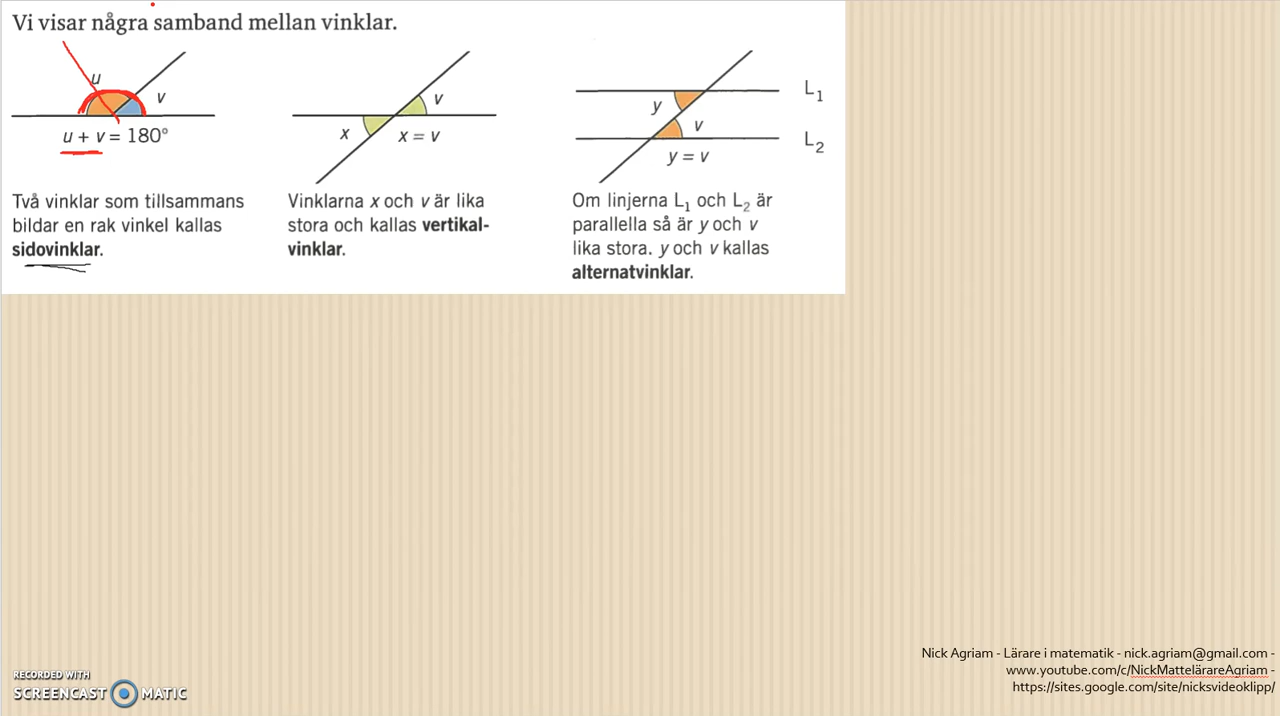 Vi visar några samband mellan vinklar.
u
v
u + v = 180°
Två vinklar som tillsammans
bildar en rak vinkel kallas
sidovinklar.
v
x
x = v
Vinklarna x och v är lika
stora och kallas vertikal-
vinklar.
L1
y
v
L2
y = v
Om linjerna L1 och L2 är
parallella så är y och v
lika stora. y och v kallas
alternatvinklar.
Nick Agriam - Lärare i matematik - nick.agriam@gmail.com -
www.youtube.com/c/NickMattelärareAgriam -
https://sites.google.com/site/nicksvideoklipp/
RECORDED WITH
SCREENCAST MATIC